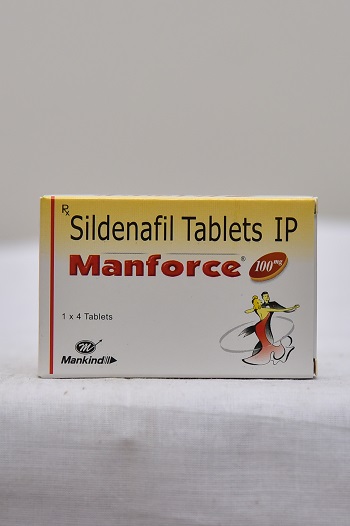 Rx
Sildenafil Tablets IP
Manforce® 100mg
1 x 4 Tablets
m
Mankind